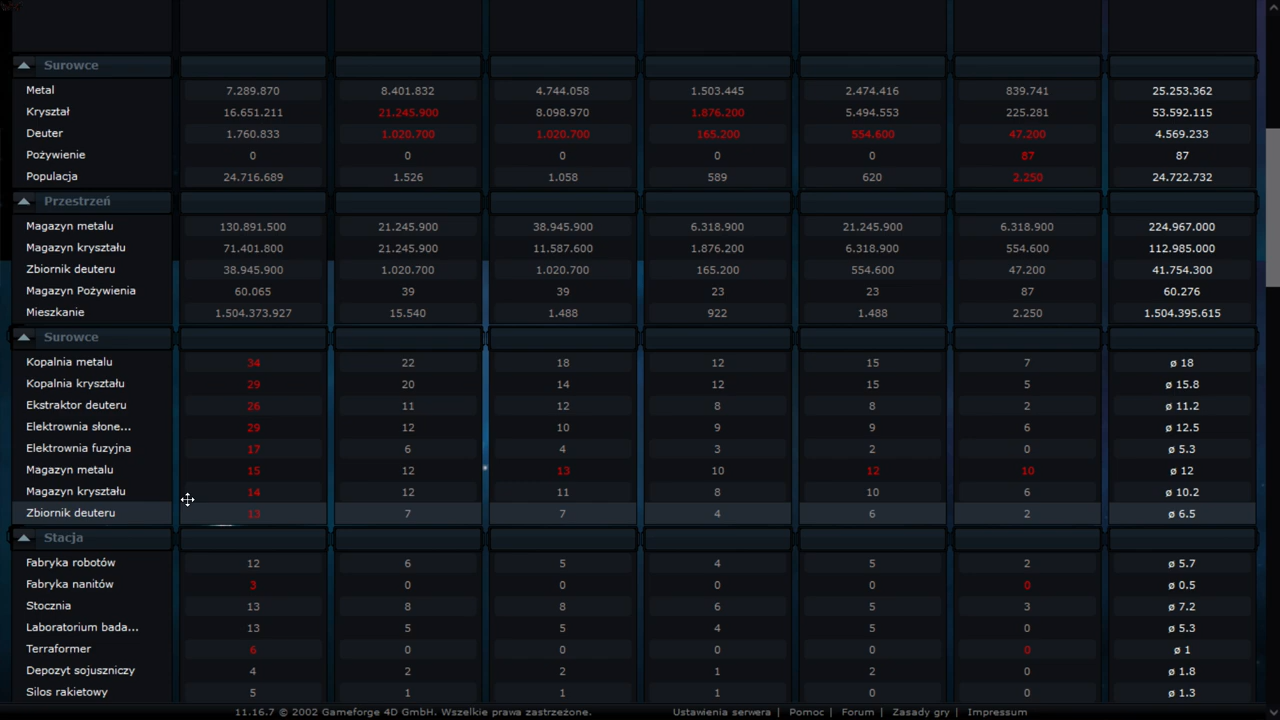 Surowce
Metal 7.289.870 8.401.832 4.744.058 1.503.445 2.474.416 839.741 25.253.362
Kryształ 16.651.211 21.245.900 8.098.970 1.876.200 5.494.553 225.281 53.592.115
Deuter 1.760.833 1.020.700 1.020.700 165.200 554.600 47.200 4.569.233
Pożywienie 0 0 0 0 0 87 87
Populacja 24.716.689 1.526 1.058 589 620 2.250 24.722.732
Przestrzeń
Magazyn metalu 130.891.500 21.245.900 38.945.900 6.318.900 21.245.900 6.318.900 224.967.000
Magazyn kryształu 71.401.800 21.245.900 11.587.600 1.876.200 6.318.900 554.600 112.985.000
Zbiornik deuteru 38.945.900 1.020.700 1.020.700 165.200 554.600 47.200 41.754.300
Magazyn Pożywienia 60.065 39 39 23 23 87 60.276
Mieszkanie 1.504.373.927 15.540 1.488 922 1.488 2.250 1.504.395.615
Surowce
Kopalnia metalu 34 22 18 12 15 7 ø 18
Kopalnia kryształu 29 20 14 12 15 5 ø 15.8
Ekstraktor deuteru 26 11 12 8 8 2 ø 11.2
Elektrownia słone... 29 12 10 9 9 6 ø 12.5
Elektrownia fuzyjna 17 6 4 3 2 0 ø 5.3
Magazyn metalu 15 12 13 10 12 10 ø 12
Magazyn kryształu 14 12 11 8 10 6 ø 10.2
Zbiornik deuteru 13 7 7 4 6 2 ø 6.5
Stacja
Fabryka robotów 12 6 5 4 5 2 ø 5.7
Fabryka nanitów 3 0 0 0 0 0 ø 0.5
Stocznia 13 8 8 6 5 3 ø 7.2
Laboratorium bada... 13 5 5 4 5 0 ø 5.3
Terraformer 6 0 0 0 0 0 ø 1
Depozyt sojuszniczy 4 2 2 1 2 0 ø 1.8
Silos rakietowy 5 1 1 1 0 0 ø 1.3
11.16.7 © 2002 Gameforge 4D GmbH. Wszelkie prawa zastrzeżone. Ustawienia serwera | Pomoc | Forum | Zasady gry | Impressum